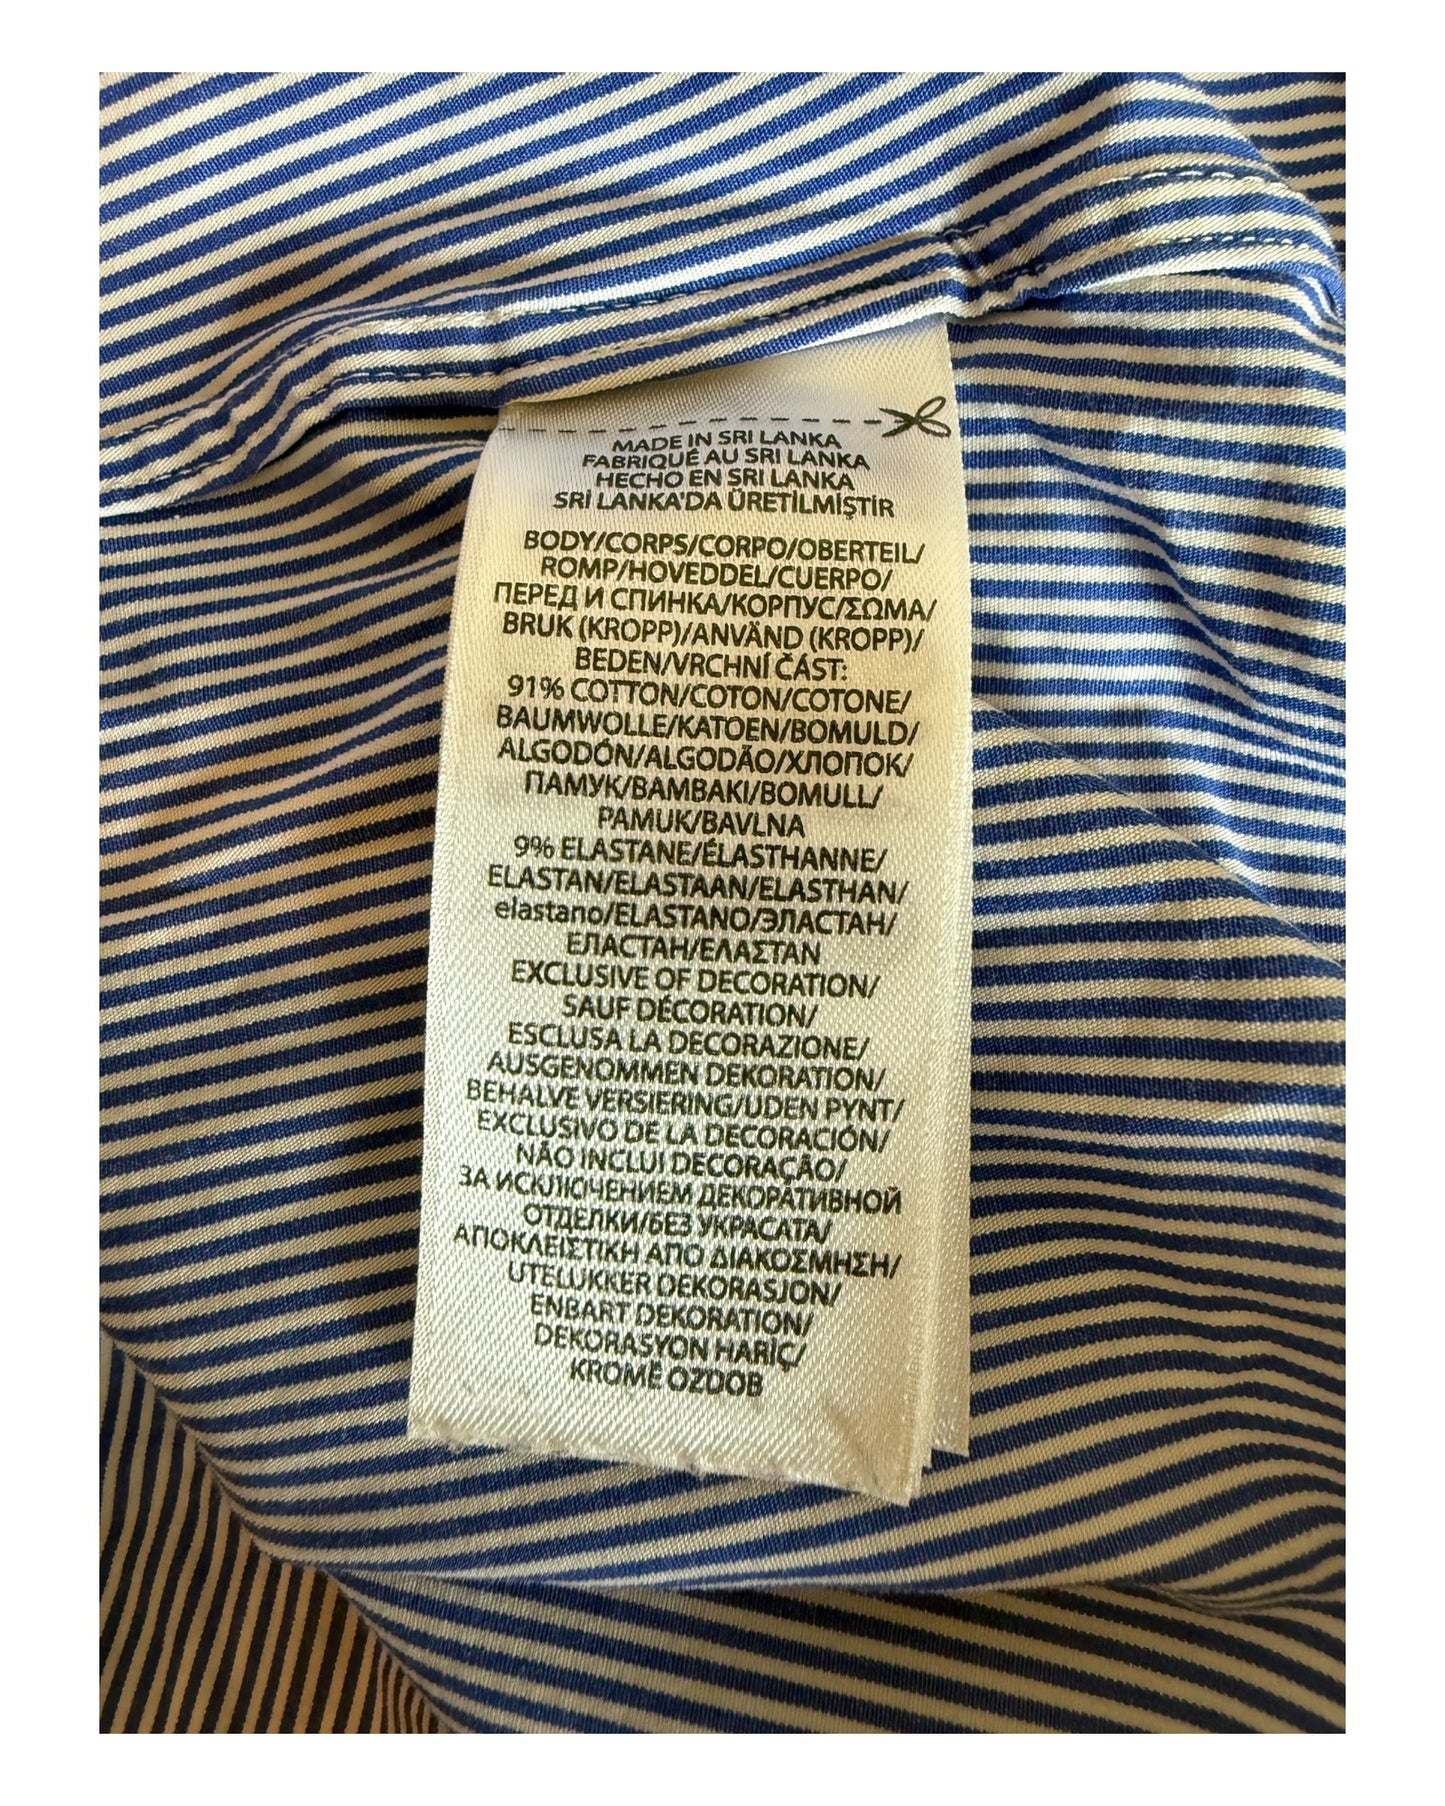 MADE IN SRI LANKA
FABRIQUÉ AU SRI LANKA
HECHO EN SRI LANKA
SRİ LANKA'DA ÜRETİLMİŞTİR
BODY/CORPS/CORPO/OBERTEIL/
ROMP/HOVEDDEL/CUERPO/
ПЕРЕД И СПИНКА/КОРПУС/ΣΩΜΑ/
BRUK (KROPP)/ANVÄND (KROPP)/
BEDEN/VRCHNÍ ČÁST:
91% COTTON/COTON/COTONE/
BAUMWOLLE/KATOEN/BOMULD/
ALGODÓN/ALGODÃO/ХЛОПОК/
ПАМУК/BAMBAKI/BOMULL/
PAMUK/BAVLNA
9% ELASTANE/ÉLASTHANNE/
ELASTAN/ELASTAAN/ELASTHAN/
elastano/ELASTANO/ЭЛАСТАН/
ЕЛАСТАН/ΕΛΑΣΤΑΝ
EXCLUSIVE OF DECORATION/
SAUF DÉCORATION/
ESCLUSA LA DECORAZIONE/
AUSGENOMMEN DEKORATION/
BEHALVE VERSIERING/UDEN PYNT/
EXCLUSIVO DE LA DECORACIÓN/
NÃO INCLUI DECORAÇÃO/
ЗА ИСКЛЮЧЕНИЕМ ДЕКОРАТИВНОЙ
ОТДЕЛКИ/БЕЗ УКРАСАТА/
ΑΠΟΚΛΕΙΣΤΙΚΗ ΑΠΟ ΔΙΑΚΟΣΜΗΣΗ/
UTELUKKER DEKORASJON/
ENBART DEKORATION/
DEKORASYON HARİÇ/
KROMĚ OZDOB